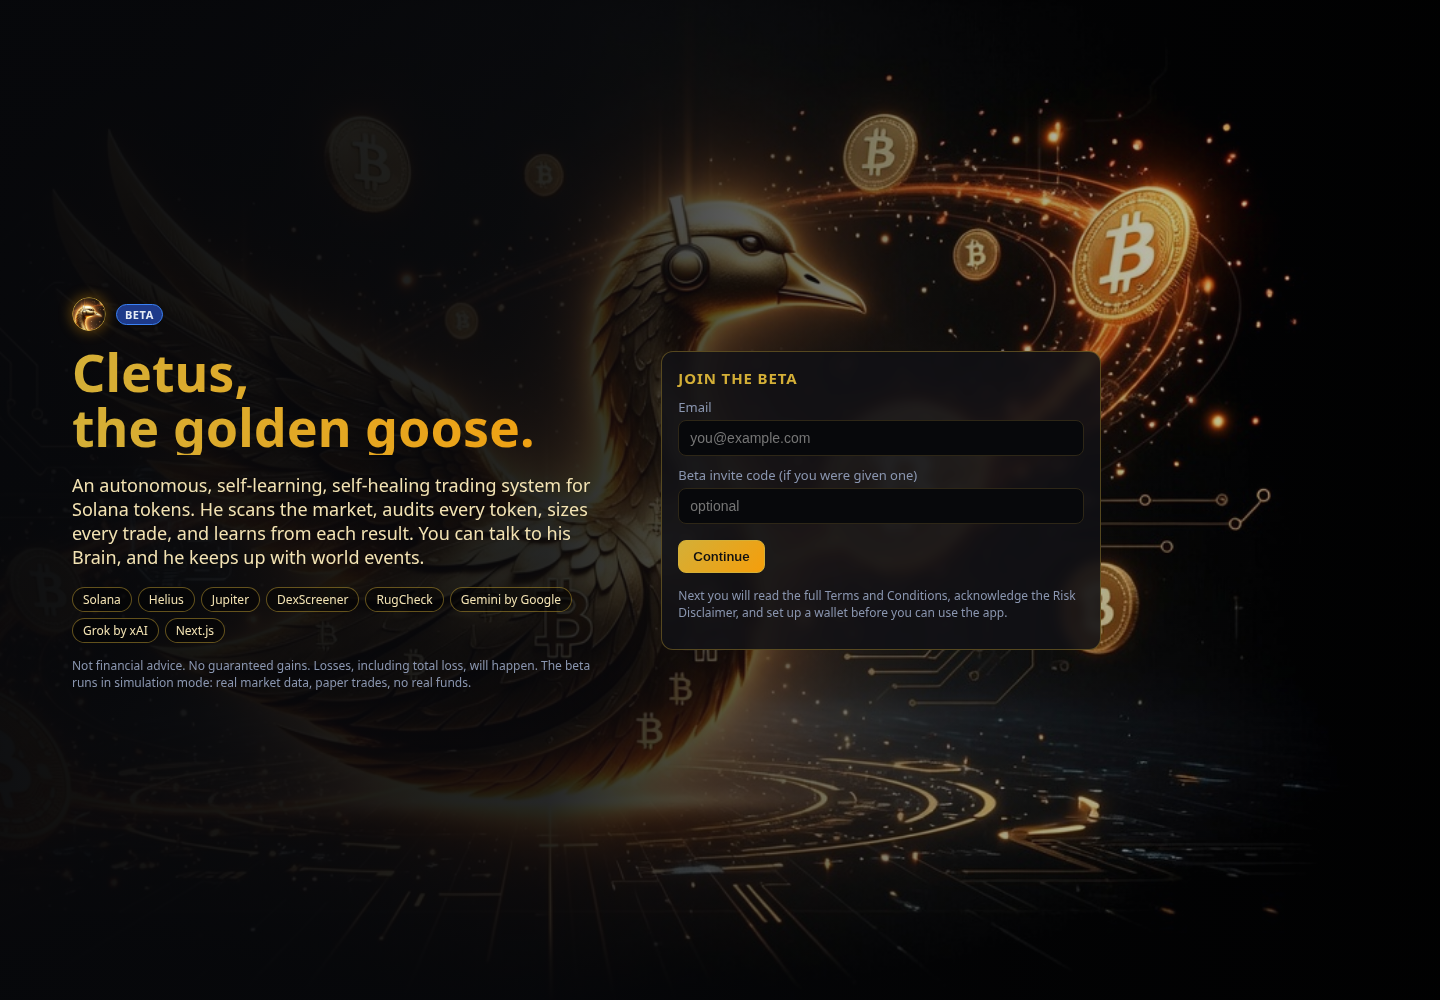 BETA
Cletus,
the golden goose.
An autonomous, self-learning, self-healing trading system for
Solana tokens. He scans the market, audits every token, sizes
every trade, and learns from each result. You can talk to his
Brain, and he keeps up with world events.
Solana Helius Jupiter DexScreener RugCheck Gemini by Google
Grok by xAI Next.js
Not financial advice. No guaranteed gains. Losses, including total loss, will happen. The beta
runs in simulation mode: real market data, paper trades, no real funds.
JOIN THE BETA
Email
you@example.com
Beta invite code (if you were given one)
optional
Continue
Next you will read the full Terms and Conditions, acknowledge the Risk
Disclaimer, and set up a wallet before you can use the app.